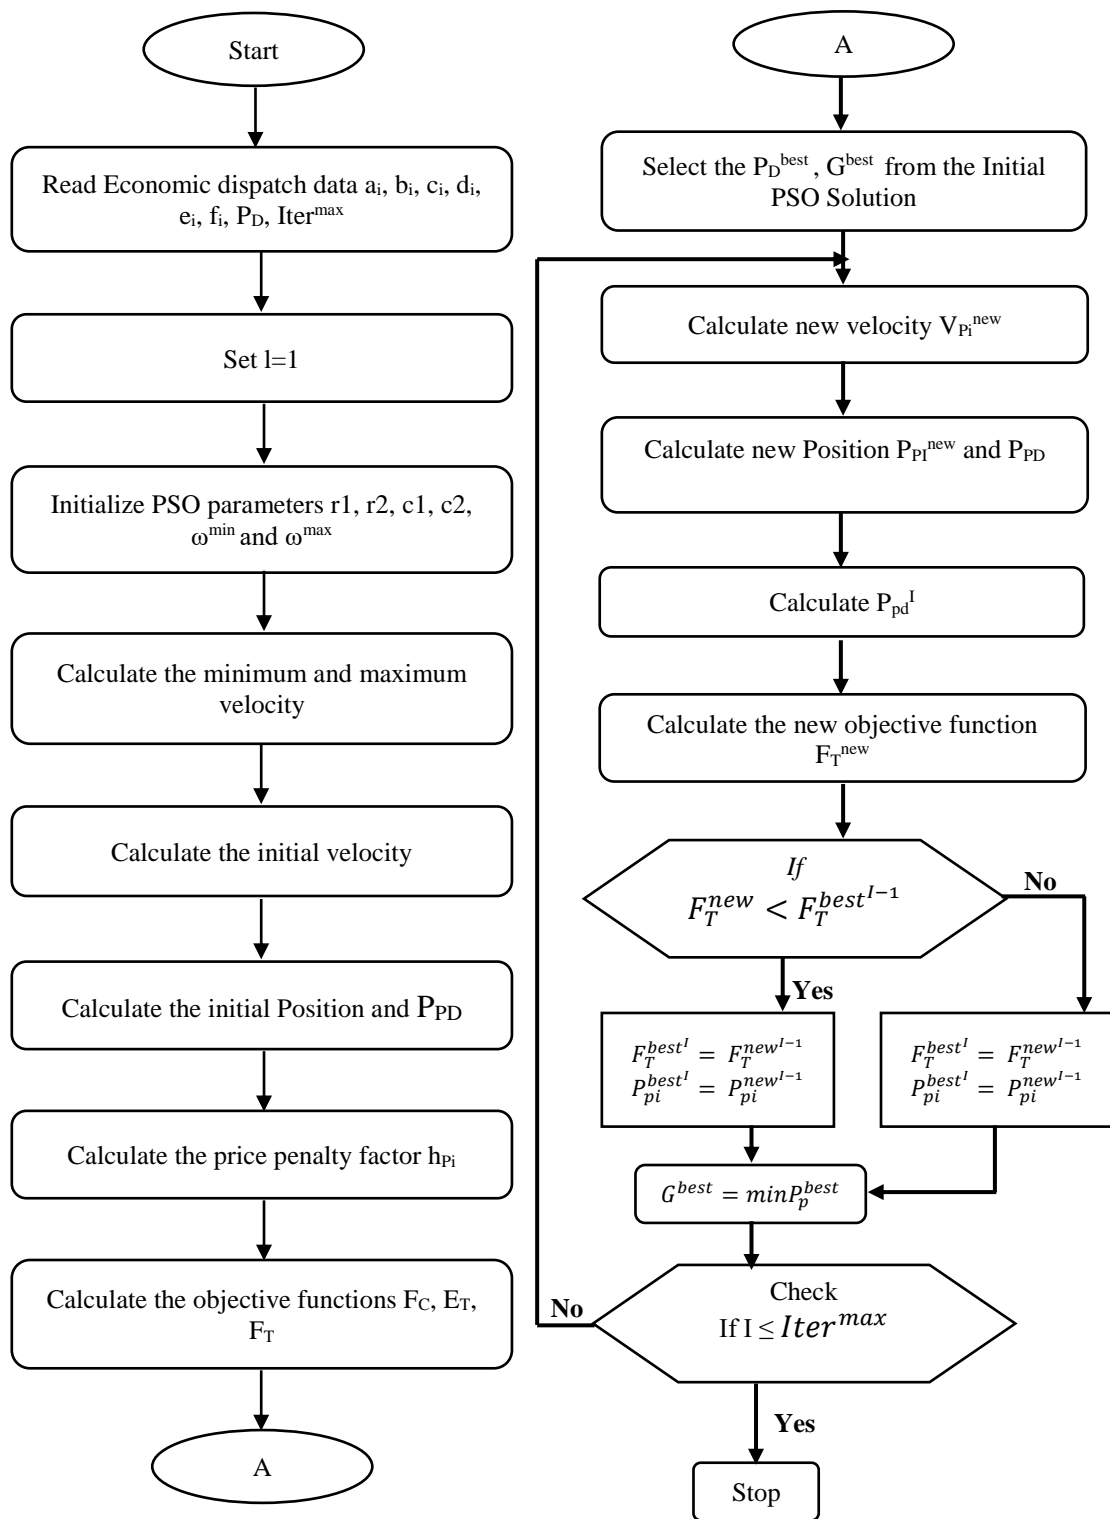 Start
Read Economic dispatch data aᵢ, bᵢ, cᵢ, dᵢ,
eᵢ, fᵢ, P_D, Iter^max
Set l=1
Initialize PSO parameters r1, r2, c1, c2,
ω^min and ω^max
Calculate the minimum and maximum
velocity
Calculate the initial velocity
Calculate the initial Position and P_PD
Calculate the price penalty factor h_Pi
Calculate the objective functions F_C, E_T,
F_T
A
A
Select the P_D^best, G^best from the Initial
PSO Solution
Calculate new velocity V_Pi^new
Calculate new Position P_PI^new and P_PD
Calculate P_pd^I
Calculate the new objective function
F_T^new
If
F_T^new < F_T^best^I−1
No
Yes
F_T^best^I = F_T^new^I−1
P_pi^best^I = P_pi^new^I−1
F_T^best^I = F_T^new^I−1
P_pi^best^I = P_pi^new^I−1
G^best = minP_p^best
Check
If I ≤ Iter^max
No
Yes
Stop